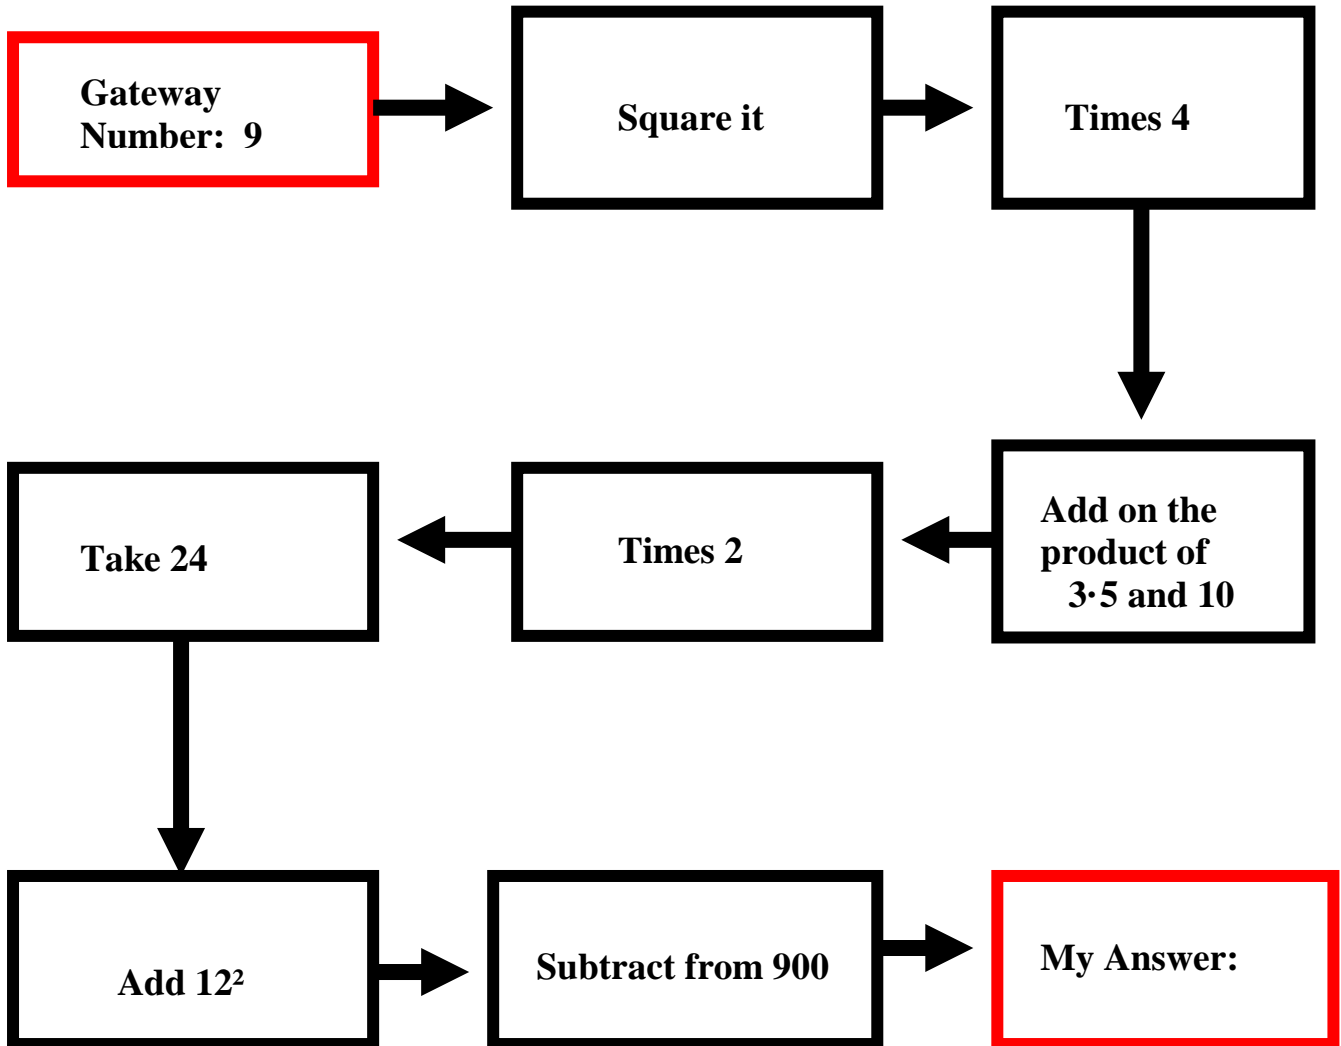 Gateway
Number: 9
Square it
Times 4
Add on the
product of
3·5 and 10
Times 2
Take 24
Add 12²
Subtract from 900
My Answer: